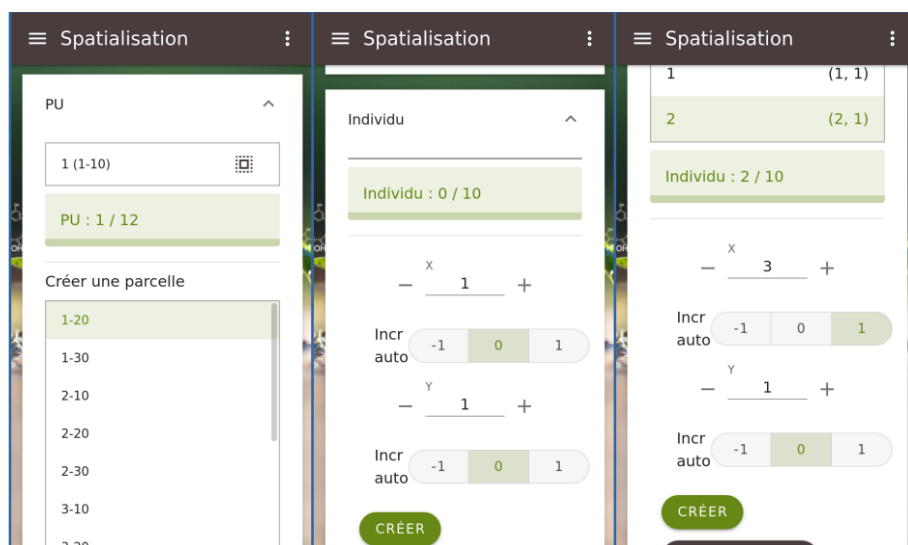 Spatialisation
PU
1 (1-10)
PU : 1 / 12
Créer une parcelle
1-20
1-30
2-10
2-20
2-30
3-10
Spatialisation
Individu
Individu : 0 / 10
X
− 1 +
Incr auto
-1 0 1
Y
− 1 +
Incr auto
-1 0 1
CRÉER
Spatialisation
1 (1, 1)
2 (2, 1)
Individu : 2 / 10
X
− 3 +
Incr auto
-1 0 1
Y
− 1 +
Incr auto
-1 0 1
CRÉER